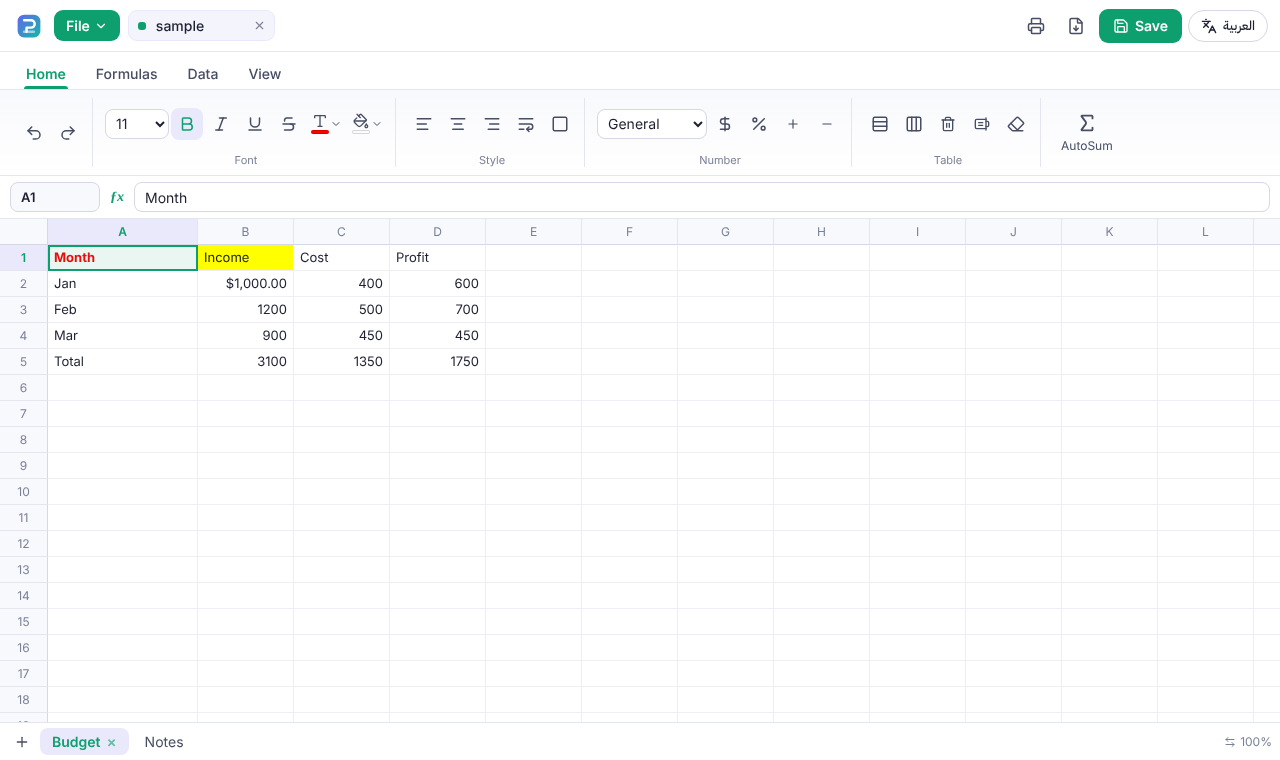 File
sample
Save
العربية
Home Formulas Data View
11
Font
Style
General
Number
Table
AutoSum
A1 fx Month
A B C D E F G H I J K L
1 Month Income Cost Profit
2 Jan $1,000.00 400 600
3 Feb 1200 500 700
4 Mar 900 450 450
5 Total 3100 1350 1750
6
7
8
9
10
11
12
13
14
15
16
17
18
Budget Notes 100%